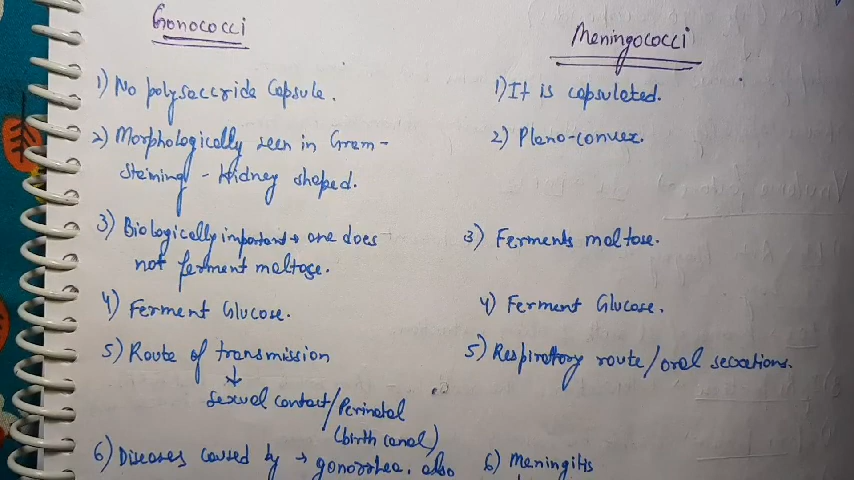 Gonococci
1) No polysaccride Capsule.
2) Morphologically seen in Gram-
staining - Kidney shaped.
3) Biologically important → one does
not ferment maltose.
4) Ferment Glucose.
5) Route of transmission
↓
sexual contact/Perinatal
(birth canal)
6) Diseases caused by → gonorrhea, also
Meningococci
1) It is capsulated.
2) Plano-convex.
3) Ferments maltose.
4) Ferment Glucose.
5) Respiratory route/oral secretions.
6) Meningitis